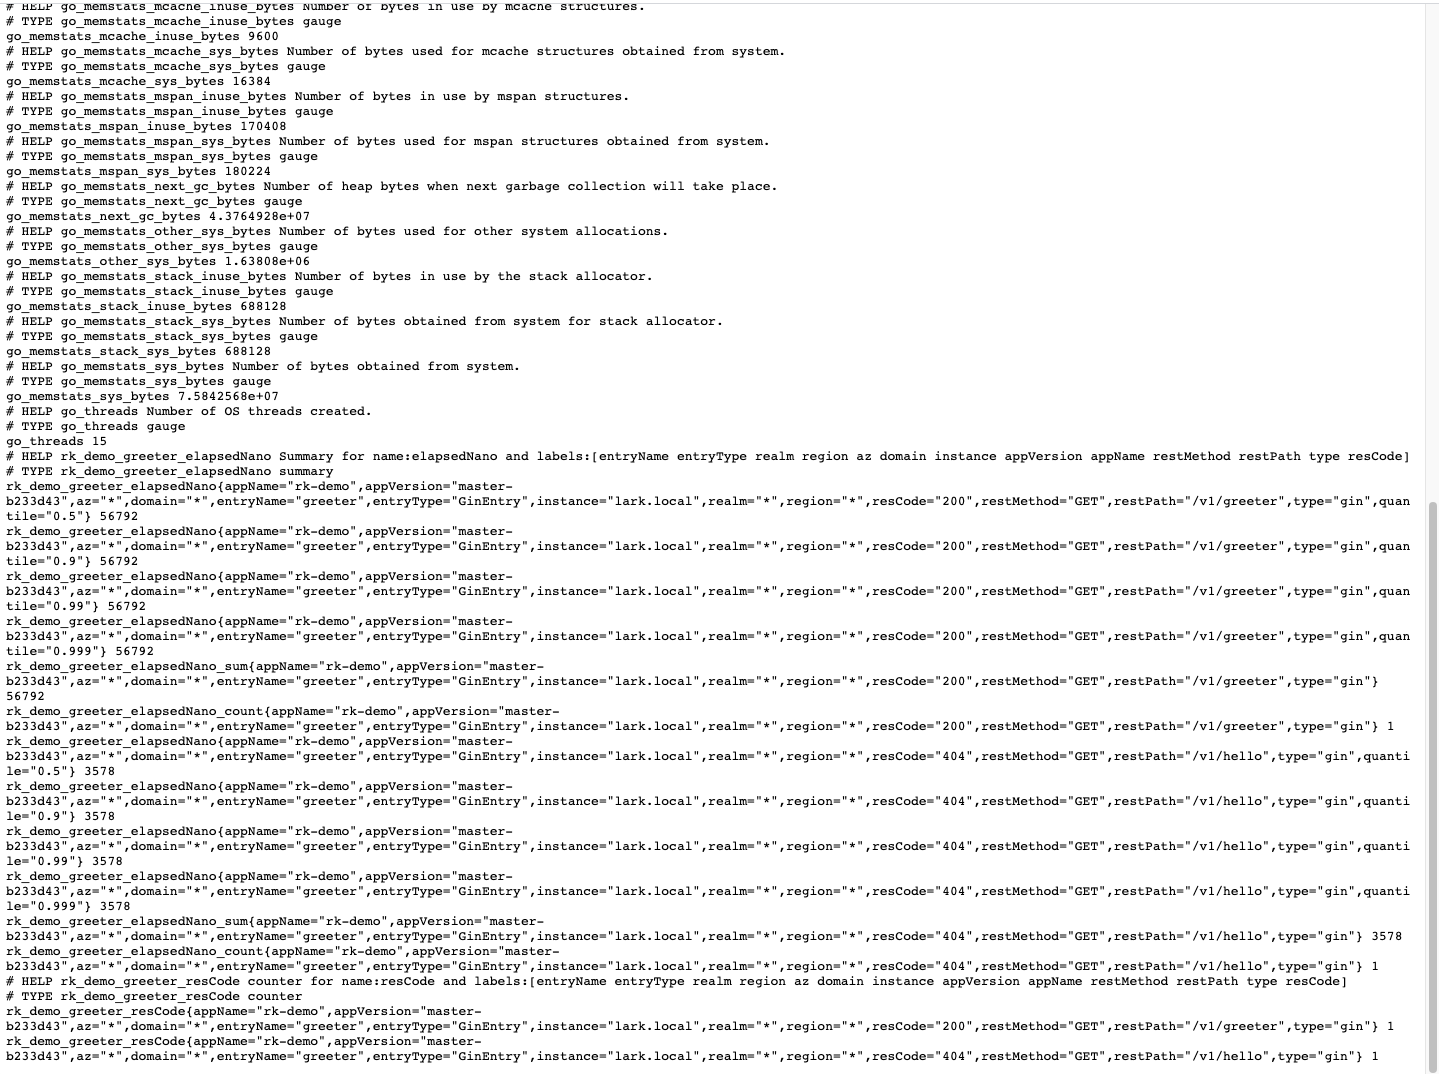 # HELP go_memstats_mcache_inuse_bytes Number of bytes in use by mcache structures.
# TYPE go_memstats_mcache_inuse_bytes gauge
go_memstats_mcache_inuse_bytes 9600
# HELP go_memstats_mcache_sys_bytes Number of bytes used for mcache structures obtained from system.
# TYPE go_memstats_mcache_sys_bytes gauge
go_memstats_mcache_sys_bytes 16384
# HELP go_memstats_mspan_inuse_bytes Number of bytes in use by mspan structures.
# TYPE go_memstats_mspan_inuse_bytes gauge
go_memstats_mspan_inuse_bytes 170408
# HELP go_memstats_mspan_sys_bytes Number of bytes used for mspan structures obtained from system.
# TYPE go_memstats_mspan_sys_bytes gauge
go_memstats_mspan_sys_bytes 180224
# HELP go_memstats_next_gc_bytes Number of heap bytes when next garbage collection will take place.
# TYPE go_memstats_next_gc_bytes gauge
go_memstats_next_gc_bytes 4.3764928e+07
# HELP go_memstats_other_sys_bytes Number of bytes used for other system allocations.
# TYPE go_memstats_other_sys_bytes gauge
go_memstats_other_sys_bytes 1.63808e+06
# HELP go_memstats_stack_inuse_bytes Number of bytes in use by the stack allocator.
# TYPE go_memstats_stack_inuse_bytes gauge
go_memstats_stack_inuse_bytes 688128
# HELP go_memstats_stack_sys_bytes Number of bytes obtained from system for stack allocator.
# TYPE go_memstats_stack_sys_bytes gauge
go_memstats_stack_sys_bytes 688128
# HELP go_memstats_sys_bytes Number of bytes obtained from system.
# TYPE go_memstats_sys_bytes gauge
go_memstats_sys_bytes 7.5842568e+07
# HELP go_threads Number of OS threads created.
# TYPE go_threads gauge
go_threads 15
# HELP rk_demo_greeter_elapsedNano Summary for name:elapsedNano and labels:[entryName entryType realm region az domain instance appVersion appName restMethod restPath type resCode]
# TYPE rk_demo_greeter_elapsedNano summary
rk_demo_greeter_elapsedNano{appName="rk-demo",appVersion="master-
b233d43",az="*",domain="*",entryName="greeter",entryType="GinEntry",instance="lark.local",realm="*",region="*",resCode="200",restMethod="GET",restPath="/v1/greeter",type="gin",quan
tile="0.5"} 56792
rk_demo_greeter_elapsedNano{appName="rk-demo",appVersion="master-
b233d43",az="*",domain="*",entryName="greeter",entryType="GinEntry",instance="lark.local",realm="*",region="*",resCode="200",restMethod="GET",restPath="/v1/greeter",type="gin",quan
tile="0.9"} 56792
rk_demo_greeter_elapsedNano{appName="rk-demo",appVersion="master-
b233d43",az="*",domain="*",entryName="greeter",entryType="GinEntry",instance="lark.local",realm="*",region="*",resCode="200",restMethod="GET",restPath="/v1/greeter",type="gin",quan
tile="0.99"} 56792
rk_demo_greeter_elapsedNano{appName="rk-demo",appVersion="master-
b233d43",az="*",domain="*",entryName="greeter",entryType="GinEntry",instance="lark.local",realm="*",region="*",resCode="200",restMethod="GET",restPath="/v1/greeter",type="gin",quan
tile="0.999"} 56792
rk_demo_greeter_elapsedNano_sum{appName="rk-demo",appVersion="master-
b233d43",az="*",domain="*",entryName="greeter",entryType="GinEntry",instance="lark.local",realm="*",region="*",resCode="200",restMethod="GET",restPath="/v1/greeter",type="gin"}
56792
rk_demo_greeter_elapsedNano_count{appName="rk-demo",appVersion="master-
b233d43",az="*",domain="*",entryName="greeter",entryType="GinEntry",instance="lark.local",realm="*",region="*",resCode="200",restMethod="GET",restPath="/v1/greeter",type="gin"} 1
rk_demo_greeter_elapsedNano{appName="rk-demo",appVersion="master-
b233d43",az="*",domain="*",entryName="greeter",entryType="GinEntry",instance="lark.local",realm="*",region="*",resCode="404",restMethod="GET",restPath="/v1/hello",type="gin",quanti
le="0.5"} 3578
rk_demo_greeter_elapsedNano{appName="rk-demo",appVersion="master-
b233d43",az="*",domain="*",entryName="greeter",entryType="GinEntry",instance="lark.local",realm="*",region="*",resCode="404",restMethod="GET",restPath="/v1/hello",type="gin",quanti
le="0.9"} 3578
rk_demo_greeter_elapsedNano{appName="rk-demo",appVersion="master-
b233d43",az="*",domain="*",entryName="greeter",entryType="GinEntry",instance="lark.local",realm="*",region="*",resCode="404",restMethod="GET",restPath="/v1/hello",type="gin",quanti
le="0.99"} 3578
rk_demo_greeter_elapsedNano{appName="rk-demo",appVersion="master-
b233d43",az="*",domain="*",entryName="greeter",entryType="GinEntry",instance="lark.local",realm="*",region="*",resCode="404",restMethod="GET",restPath="/v1/hello",type="gin",quanti
le="0.999"} 3578
rk_demo_greeter_elapsedNano_sum{appName="rk-demo",appVersion="master-
b233d43",az="*",domain="*",entryName="greeter",entryType="GinEntry",instance="lark.local",realm="*",region="*",resCode="404",restMethod="GET",restPath="/v1/hello",type="gin"} 3578
rk_demo_greeter_elapsedNano_count{appName="rk-demo",appVersion="master-
b233d43",az="*",domain="*",entryName="greeter",entryType="GinEntry",instance="lark.local",realm="*",region="*",resCode="404",restMethod="GET",restPath="/v1/hello",type="gin"} 1
# HELP rk_demo_greeter_resCode counter for name:resCode and labels:[entryName entryType realm region az domain instance appVersion appName restMethod restPath type resCode]
# TYPE rk_demo_greeter_resCode counter
rk_demo_greeter_resCode{appName="rk-demo",appVersion="master-
b233d43",az="*",domain="*",entryName="greeter",entryType="GinEntry",instance="lark.local",realm="*",region="*",resCode="200",restMethod="GET",restPath="/v1/greeter",type="gin"} 1
rk_demo_greeter_resCode{appName="rk-demo",appVersion="master-
b233d43",az="*",domain="*",entryName="greeter",entryType="GinEntry",instance="lark.local",realm="*",region="*",resCode="404",restMethod="GET",restPath="/v1/hello",type="gin"} 1